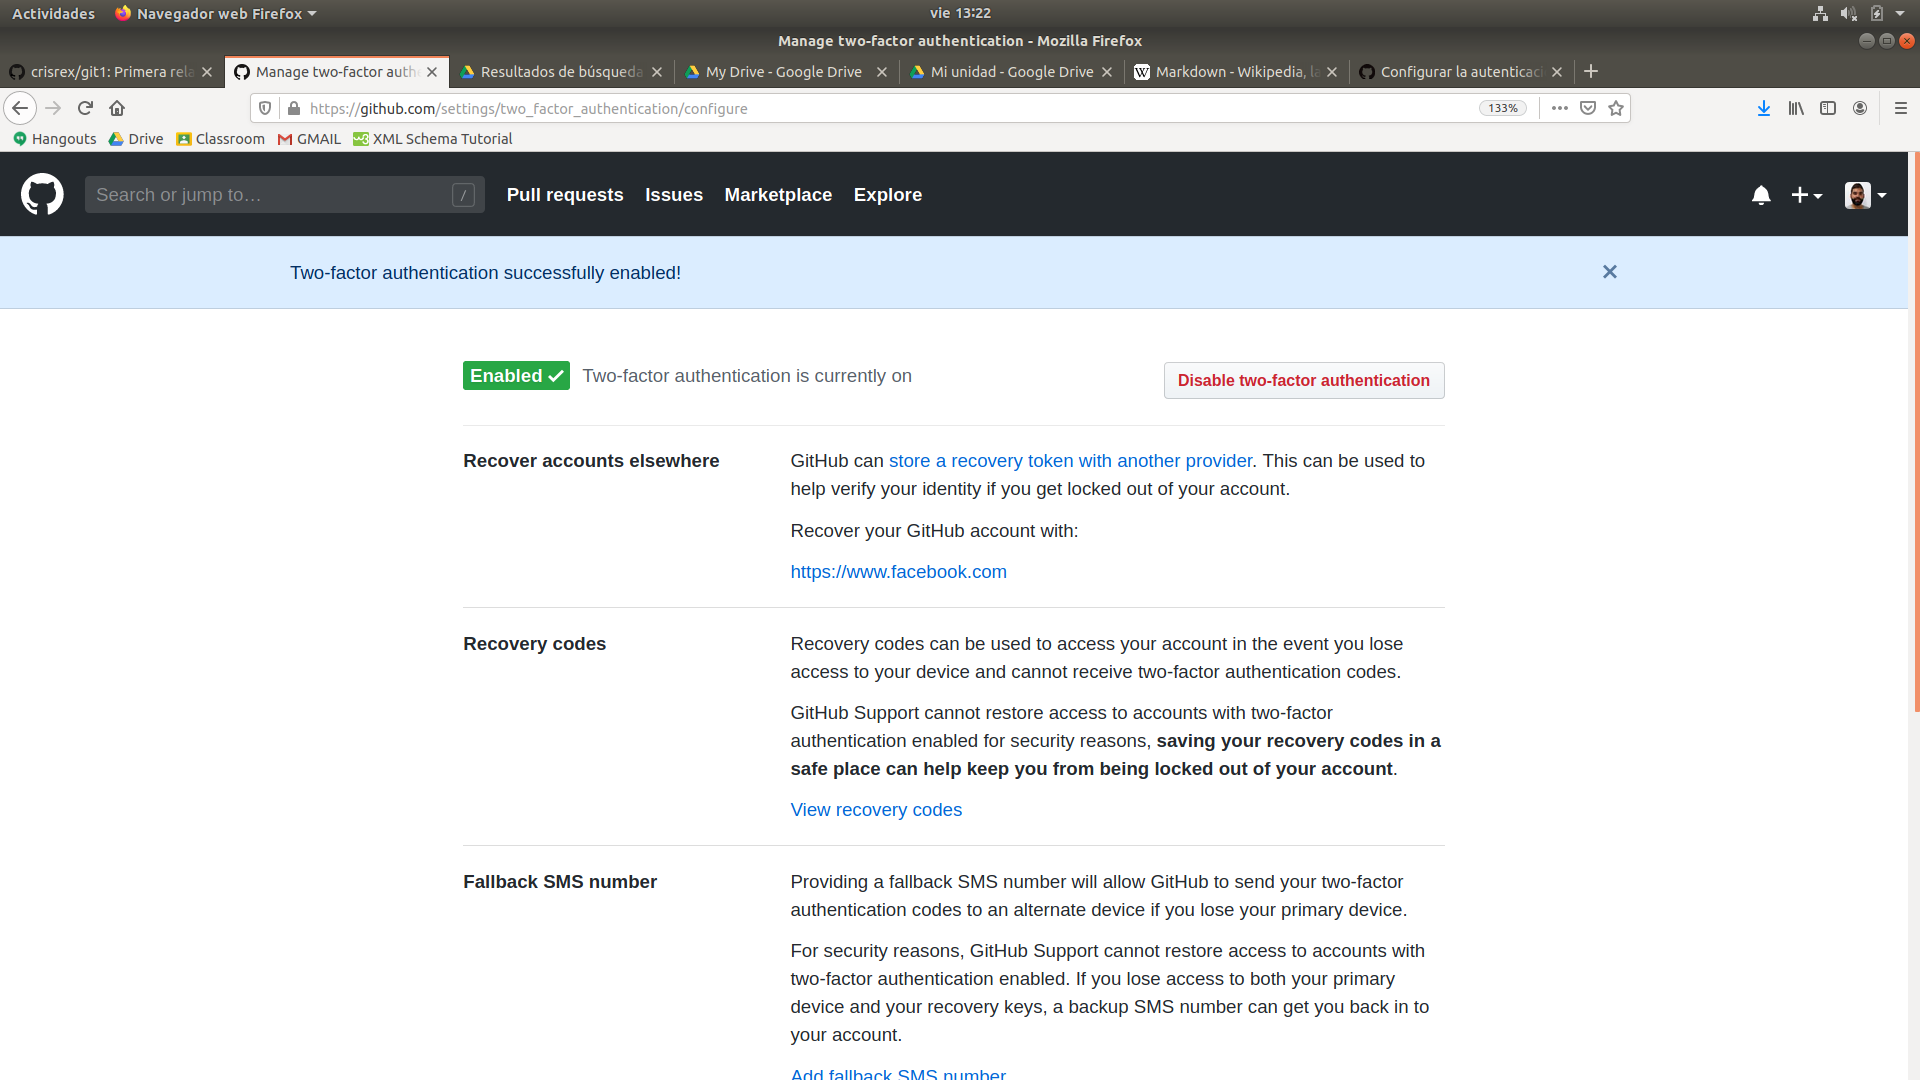 Actividades
Navegador web Firefox
vie 13:22
Manage two-factor authentication - Mozilla Firefox
crisrex/git1: Primera rela
Manage two-factor auth
Resultados de búsqueda
My Drive - Google Drive
Mi unidad - Google Drive
Markdown - Wikipedia, la
Configurar la autenticaci
https://github.com/settings/two_factor_authentication/configure
133%
Hangouts
Drive
Classroom
GMAIL
XML Schema Tutorial
Search or jump to…
/
Pull requests
Issues
Marketplace
Explore
Two-factor authentication successfully enabled!
Enabled
Two-factor authentication is currently on
Disable two-factor authentication
Recover accounts elsewhere
GitHub can store a recovery token with another provider. This can be used to
help verify your identity if you get locked out of your account.
Recover your GitHub account with:
https://www.facebook.com
Recovery codes
Recovery codes can be used to access your account in the event you lose
access to your device and cannot receive two-factor authentication codes.
GitHub Support cannot restore access to accounts with two-factor
authentication enabled for security reasons, saving your recovery codes in a
safe place can help keep you from being locked out of your account.
View recovery codes
Fallback SMS number
Providing a fallback SMS number will allow GitHub to send your two-factor
authentication codes to an alternate device if you lose your primary device.
For security reasons, GitHub Support cannot restore access to accounts with
two-factor authentication enabled. If you lose access to both your primary
device and your recovery keys, a backup SMS number can get you back in to
your account.
Add fallback SMS number